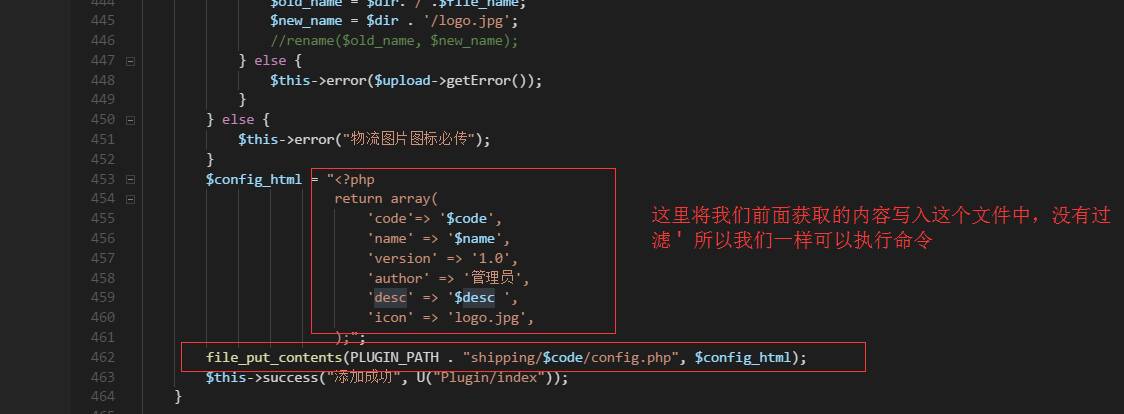 444 $old_name = $dir. '/' .$file_name;
445 $new_name = $dir . '/logo.jpg';
446 //rename($old_name, $new_name);
447 } else {
448 $this->error($upload->getError());
449 }
450 } else {
451 $this->error("物流图片图标必传");
452 }
453 $config_html = "<?php
454 return array(
455 'code'=> '$code',
456 'name' => '$name',
457 'version' => '1.0',
458 'author' => '管理员',
459 'desc' => '$desc ',
460 'icon' => 'logo.jpg',
461 );";
462 file_put_contents(PLUGIN_PATH . "shipping/$code/config.php", $config_html);
463 $this->success("添加成功", U("Plugin/index"));
464 }
这里将我们前面获取的内容写入这个文件中，没有过
滤 ' 所以我们一样可以执行命令